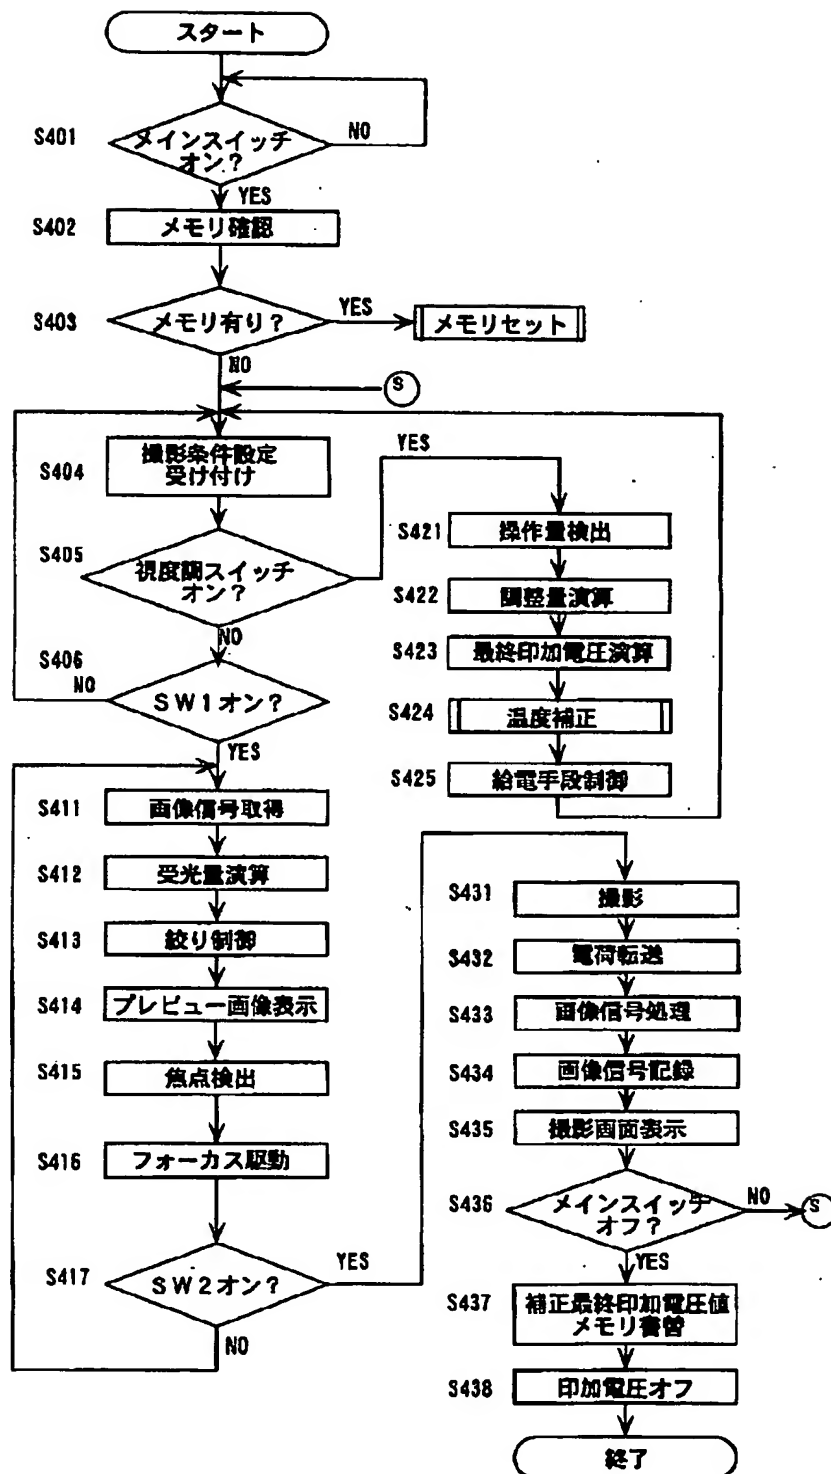 スタート
S401
メインスイッチ
オン?
NO
YES
S402
メモリ確認
S403
メモリ有り?
YES
メモリセット
NO
S
S404
撮影条件設定
受け付け
S405
視度調スイッチ
オン?
YES
NO
S406
SW1オン?
NO
YES
S421
操作量検出
S422
調整量演算
S423
最終印加電圧演算
S424
温度補正
S425
給電手段制御
S411
画像信号取得
S412
受光量演算
S413
絞り制御
S414
プレビュー画像表示
S415
焦点検出
S416
フォーカス駆動
S417
SW2オン?
YES
NO
S431
撮影
S432
電荷転送
S433
画像信号処理
S434
画像信号記録
S435
撮影画面表示
S436
メインスイッチ
オフ?
NO
S
YES
S437
補正最終印加電圧値
メモリ書替
S438
印加電圧オフ
終了